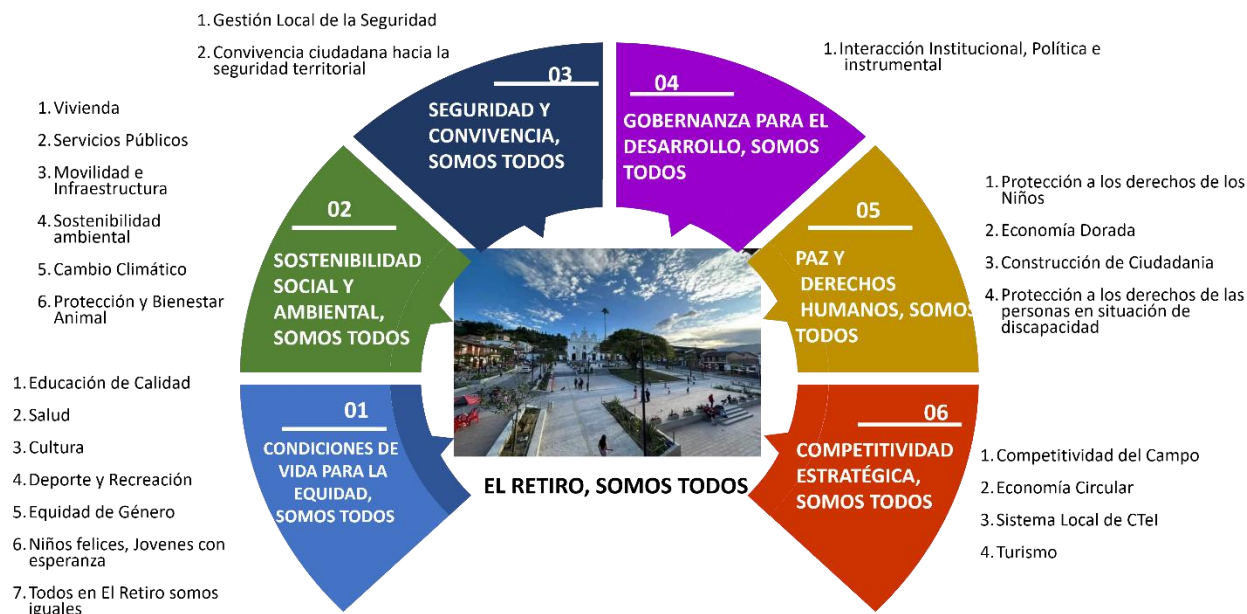 1. Gestión Local de la Seguridad
2. Convivencia ciudadana hacia la
seguridad territorial
03
SEGURIDAD Y
CONVIVENCIA,
SOMOS TODOS
1. Interacción Institucional, Política e
instrumental
04
GOBERNANZA PARA EL
DESARROLLO, SOMOS
TODOS
1. Vivienda
2. Servicios Públicos
3. Movilidad e
Infraestructura
4. Sostenibilidad
ambiental
5. Cambio Climático
6. Protección y Bienestar
Animal
02
SOSTENIBILIDAD
SOCIAL Y
AMBIENTAL,
SOMOS TODOS
05
PAZ Y
DERECHOS
HUMANOS, SOMOS
TODOS
1. Protección a los derechos de los
Niños
2. Economía Dorada
3. Construcción de Ciudadania
4. Protección a los derechos de las
personas en situación de
discapacidad
1. Educación de Calidad
2. Salud
3. Cultura
4. Deporte y Recreación
5. Equidad de Género
6. Niños felices, Jovenes con
esperanza
7. Todos en El Retiro somos
iguales
01
CONDICIONES DE
VIDA PARA LA
EQUIDAD,
SOMOS TODOS
EL RETIRO, SOMOS TODOS
06
COMPETITIVIDAD
ESTRATÉGICA,
SOMOS TODOS
1. Competitividad del Campo
2. Economía Circular
3. Sistema Local de CTeI
4. Turismo